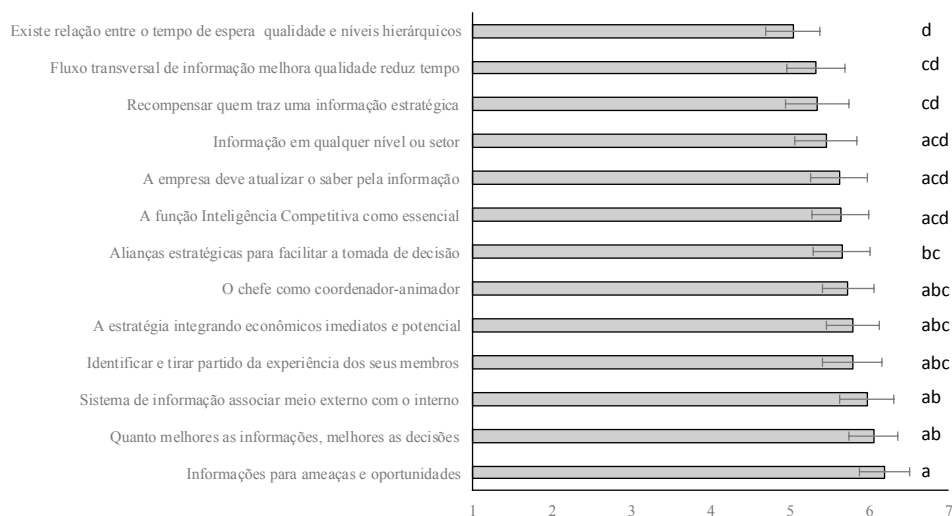 Existe relação entre o tempo de espera qualidade e níveis hierárquicos d
Fluxo transversal de informação melhora qualidade reduz tempo cd
Recompensar quem traz uma informação estratégica cd
Informação em qualquer nível ou setor acd
A empresa deve atualizar o saber pela informação acd
A função Inteligência Competitiva como essencial acd
Alianças estratégicas para facilitar a tomada de decisão bc
O chefe como coordenador-animador abc
A estratégia integrando econômicos imediatos e potencial abc
Identificar e tirar partido da experiência dos seus membros abc
Sistema de informação associar meio externo com o interno ab
Quanto melhores as informações, melhores as decisões ab
Informações para ameaças e oportunidades a
1 2 3 4 5 6 7